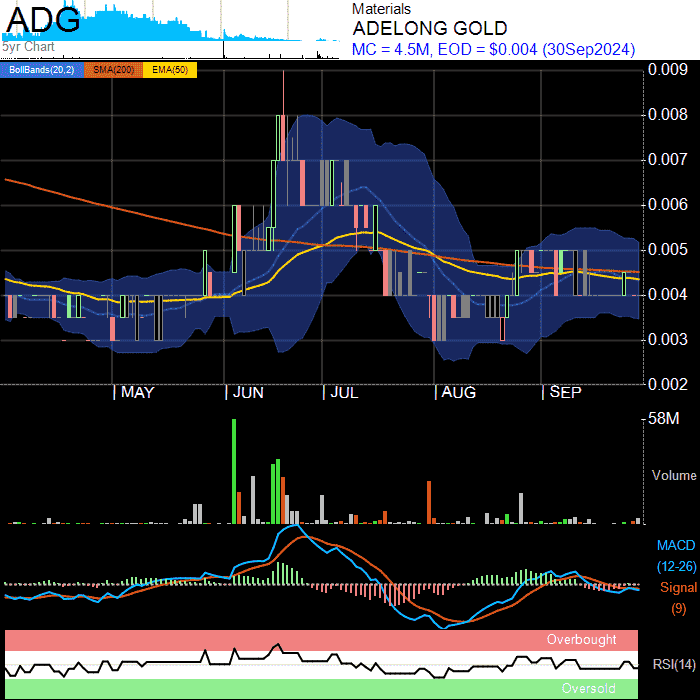 ADG
5yr Chart
Materials
ADELONG GOLD
MC = 4.5M, EOD = $0.004 (30Sep2024)
BollBands(20,2) SMA(200) EMA(50)
0.009
0.008
0.007
0.006
0.005
0.004
0.003
0.002
MAY JUN JUL AUG SEP
58M
Volume
MACD
(12-26)
Signal
(9)
Overbought
RSI(14)
Oversold